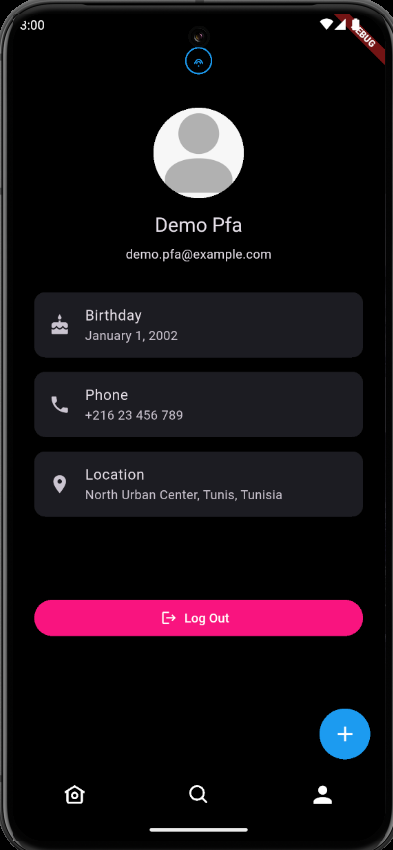 3:00
DEBUG
Demo Pfa
demo.pfa@example.com
Birthday
January 1, 2002
Phone
+216 23 456 789
Location
North Urban Center, Tunis, Tunisia
Log Out